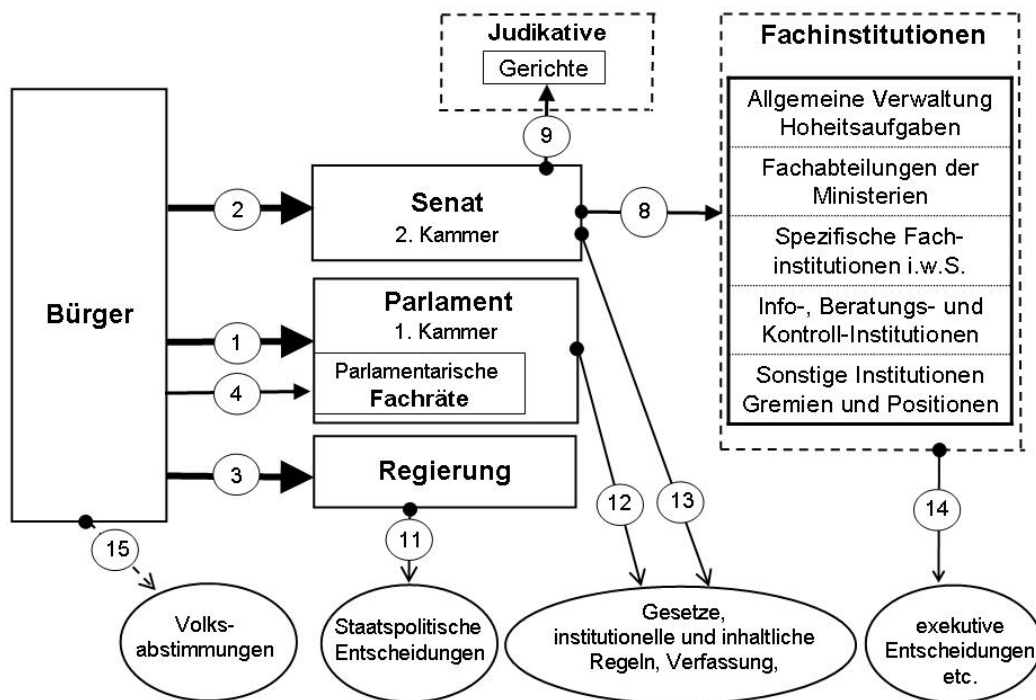 Judikative
Gerichte
Fachinstitutionen
Allgemeine Verwaltung
Hoheitsaufgaben
Fachabteilungen der
Ministerien
Spezifische Fach-
institutionen i.w.S.
Info-, Beratungs- und
Kontroll-Institutionen
Sonstige Institutionen
Gremien und Positionen
9
2
Senat
2. Kammer
8
Bürger
1
Parlament
1. Kammer
4
Parlamentarische
Fachräte
3
Regierung
15
11
12
13
14
Volks-
abstimmungen
Staatspolitische
Entscheidungen
Gesetze,
institutionelle und inhaltliche
Regeln, Verfassung,
exekutive
Entscheidungen
etc.